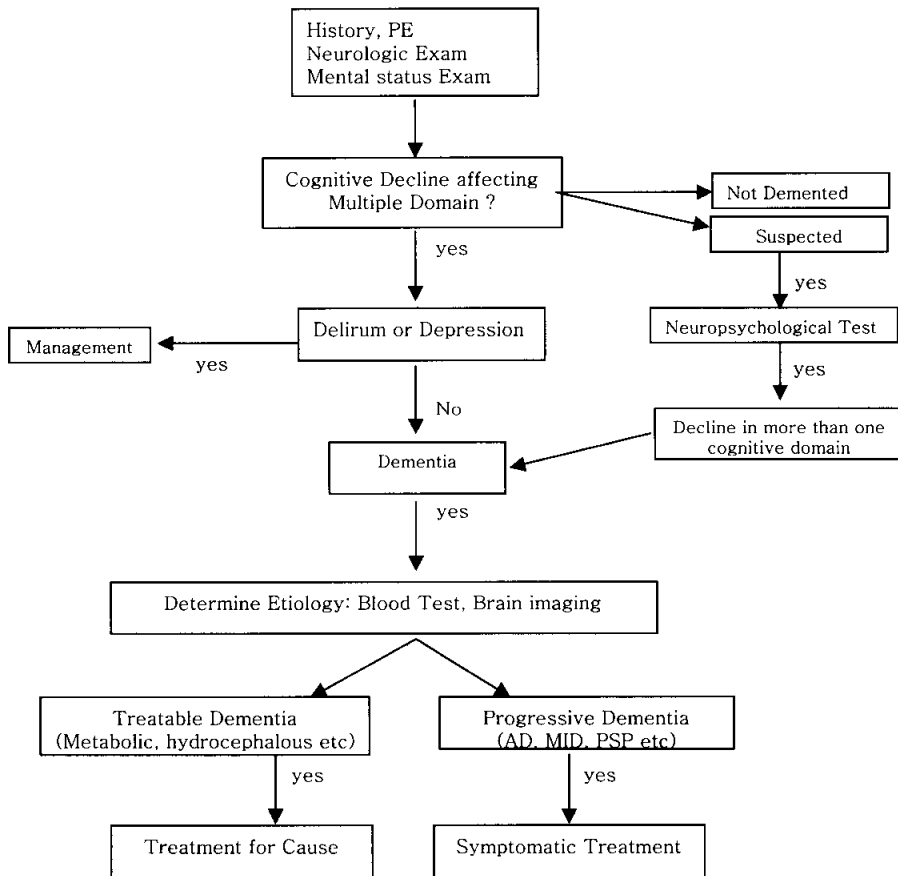 History, PE
Neurologic Exam
Mental status Exam
Cognitive Decline affecting
Multiple Domain ?
Not Demented
Suspected
yes
yes
Delirum or Depression
Neuropsychological Test
Management
yes
yes
No
Decline in more than one
cognitive domain
Dementia
yes
Determine Etiology: Blood Test, Brain imaging
Treatable Dementia
(Metabolic, hydrocephalous etc)
Progressive Dementia
(AD, MID, PSP etc)
yes
yes
Treatment for Cause
Symptomatic Treatment